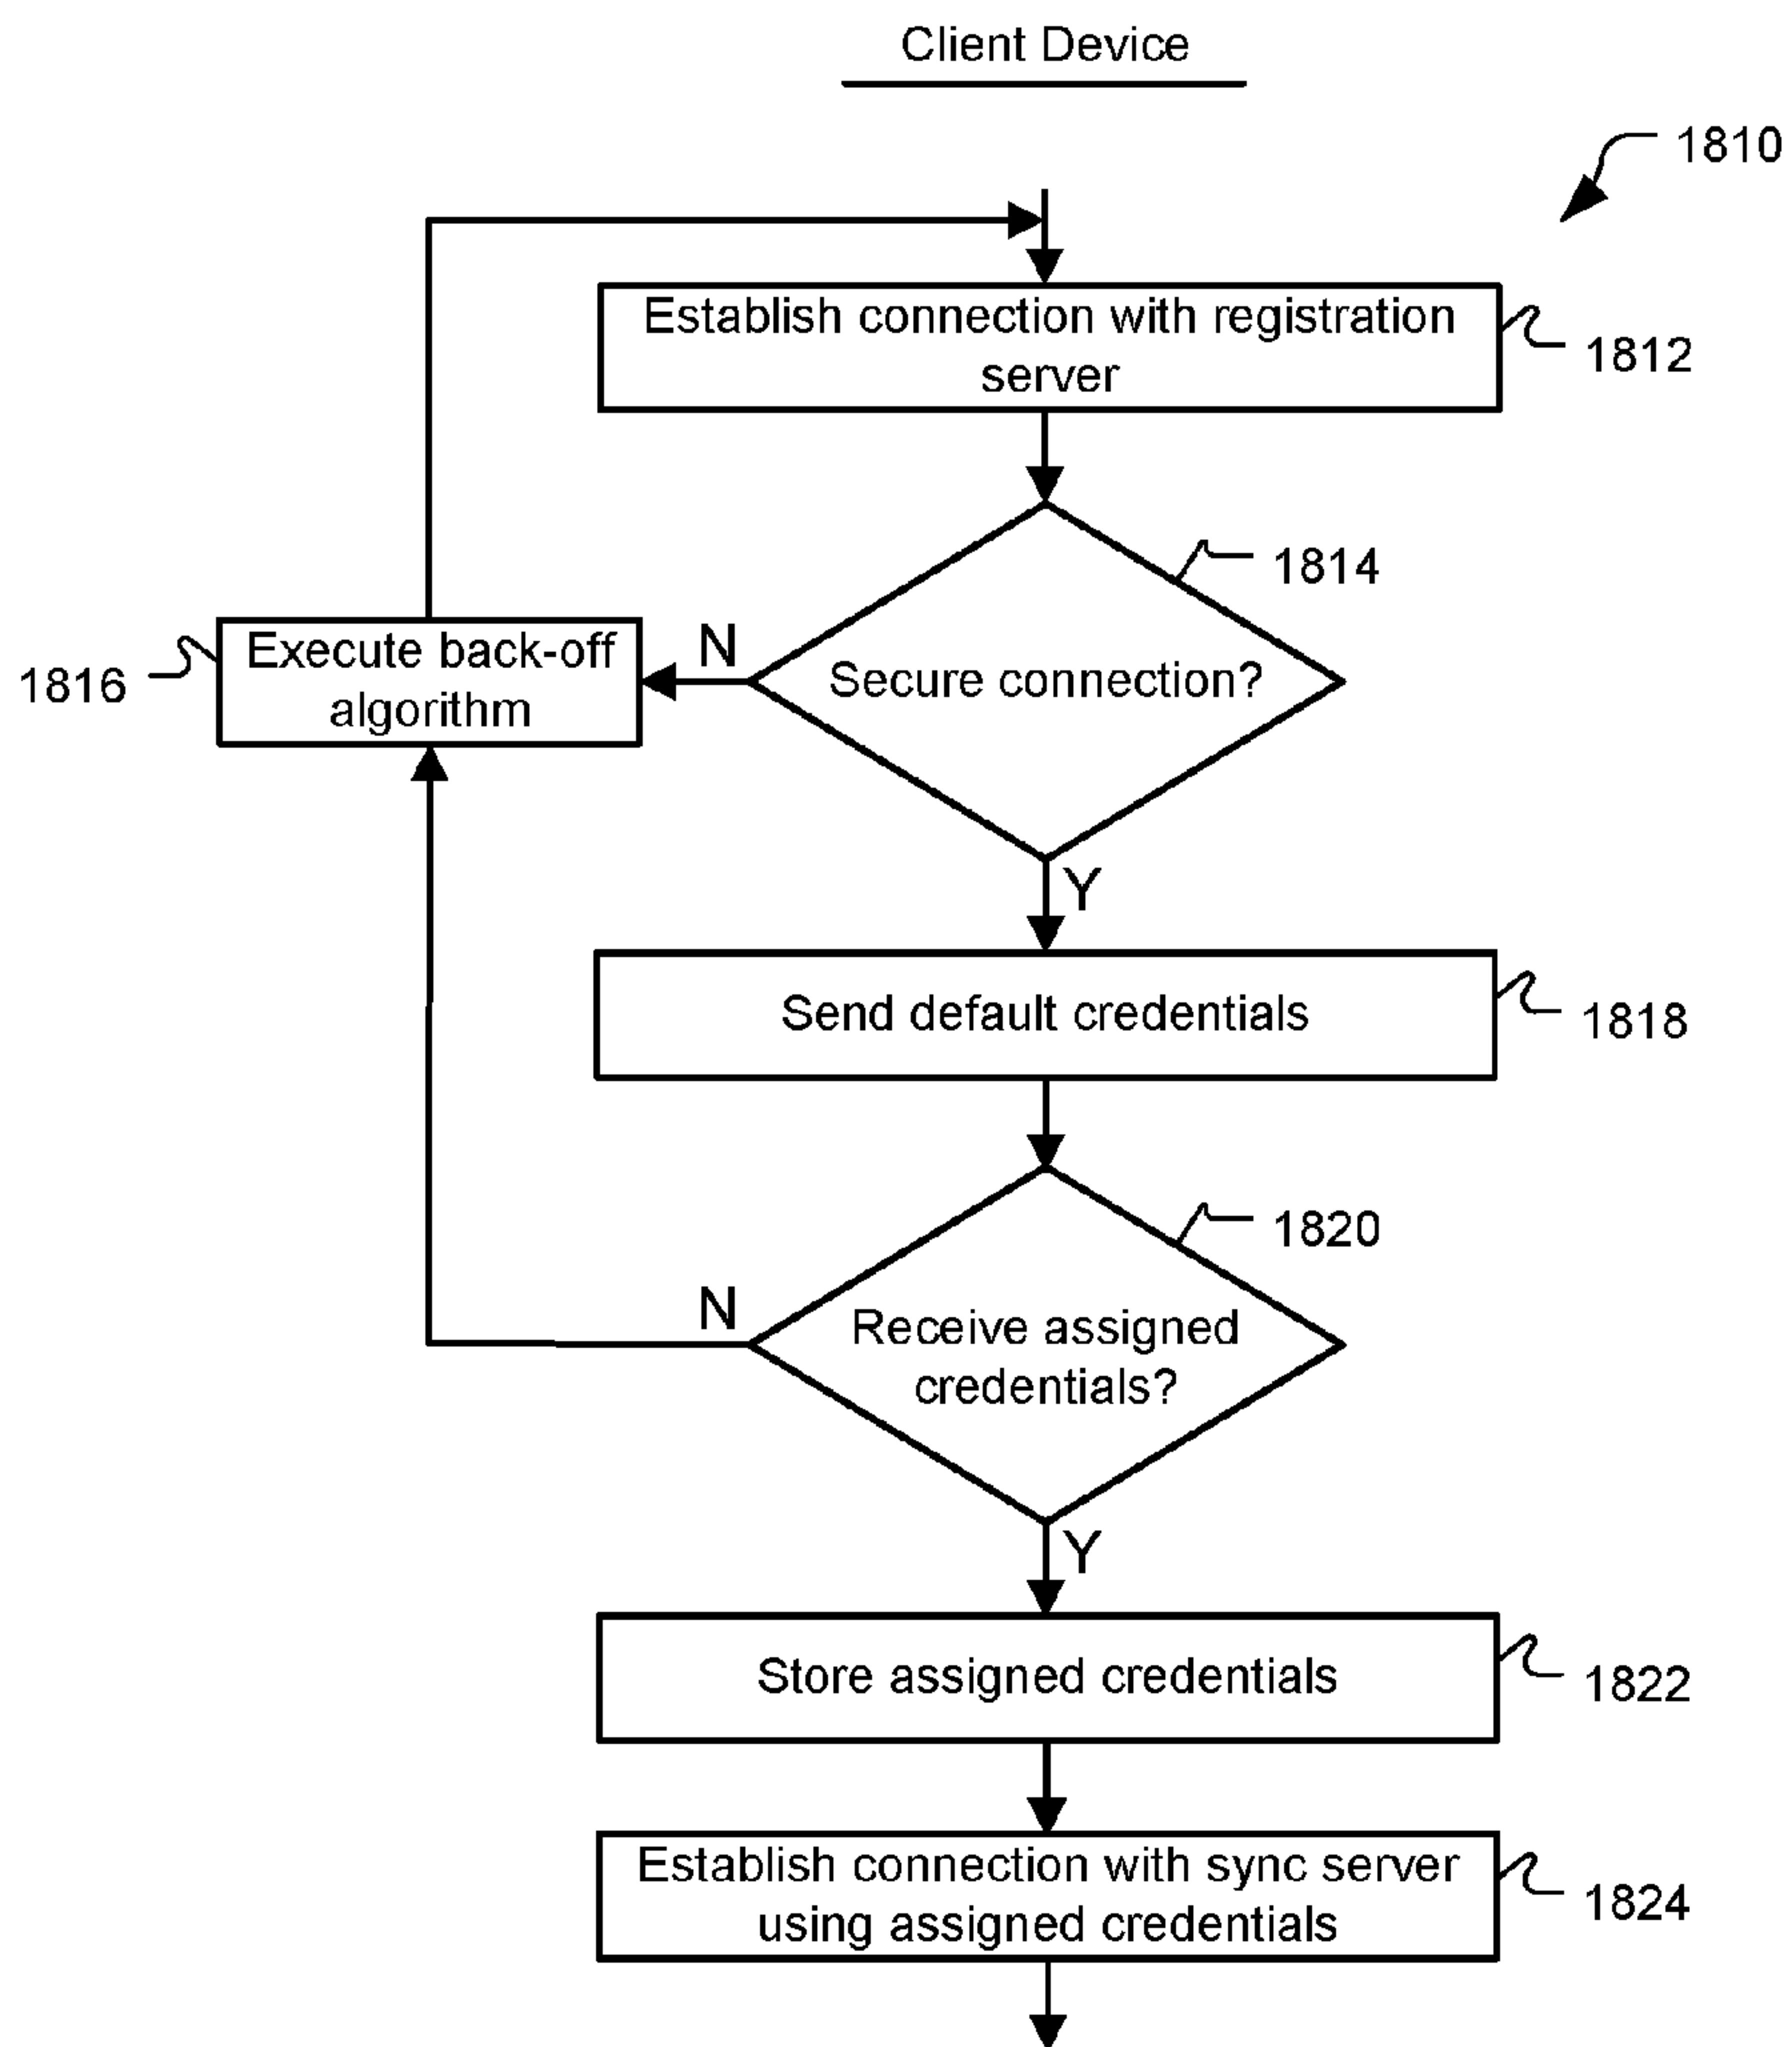 Client Device
1810
Establish connection with registration
server
1812
1814
Secure connection?
N
Execute back-off
algorithm
1816
Y
Send default credentials
1818
1820
Receive assigned
credentials?
N
Y
Store assigned credentials
1822
Establish connection with sync server
using assigned credentials
1824